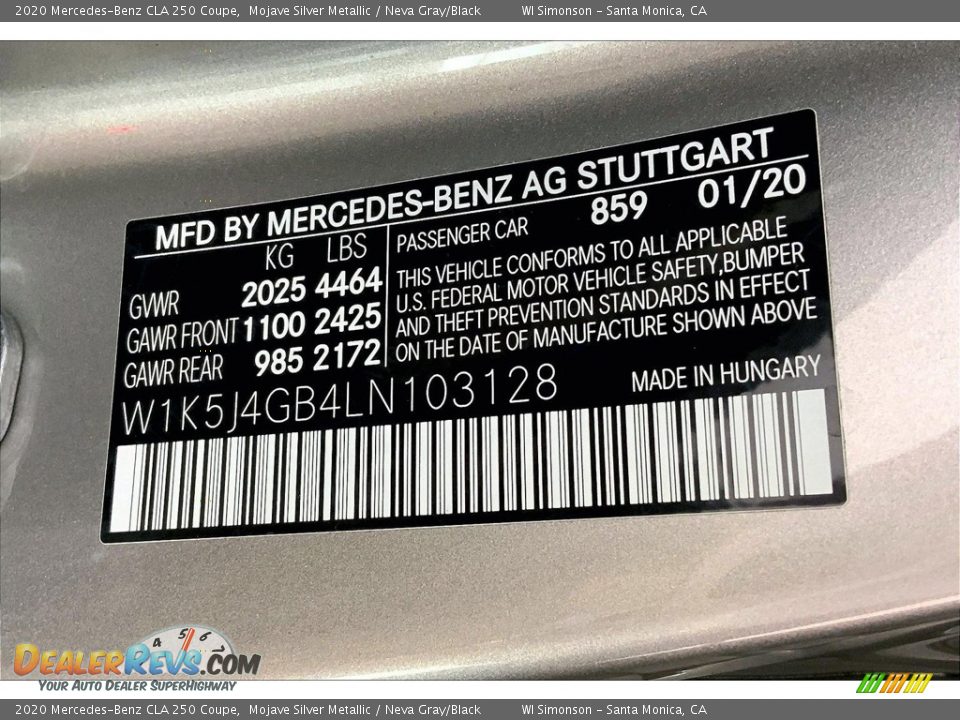 2020 Mercedes-Benz CLA 250 Coupe, Mojave Silver Metallic / Neva Gray/Black WI Simonson - Santa Monica, CA
MFD BY MERCEDES-BENZ AG STUTTGART
KG LBS
GVWR 2025 4464
GAWR FRONT 1100 2425
GAWR REAR 985 2172
PASSENGER CAR 859 01/20
THIS VEHICLE CONFORMS TO ALL APPLICABLE
U.S. FEDERAL MOTOR VEHICLE SAFETY,BUMPER
AND THEFT PREVENTION STANDARDS IN EFFECT
ON THE DATE OF MANUFACTURE SHOWN ABOVE
W1K5J4GB4LN103128
MADE IN HUNGARY
4 5 6
DEALERREVS.COM
YOUR AUTO DEALER SUPERHIGHWAY
2020 Mercedes-Benz CLA 250 Coupe, Mojave Silver Metallic / Neva Gray/Black WI Simonson - Santa Monica, CA